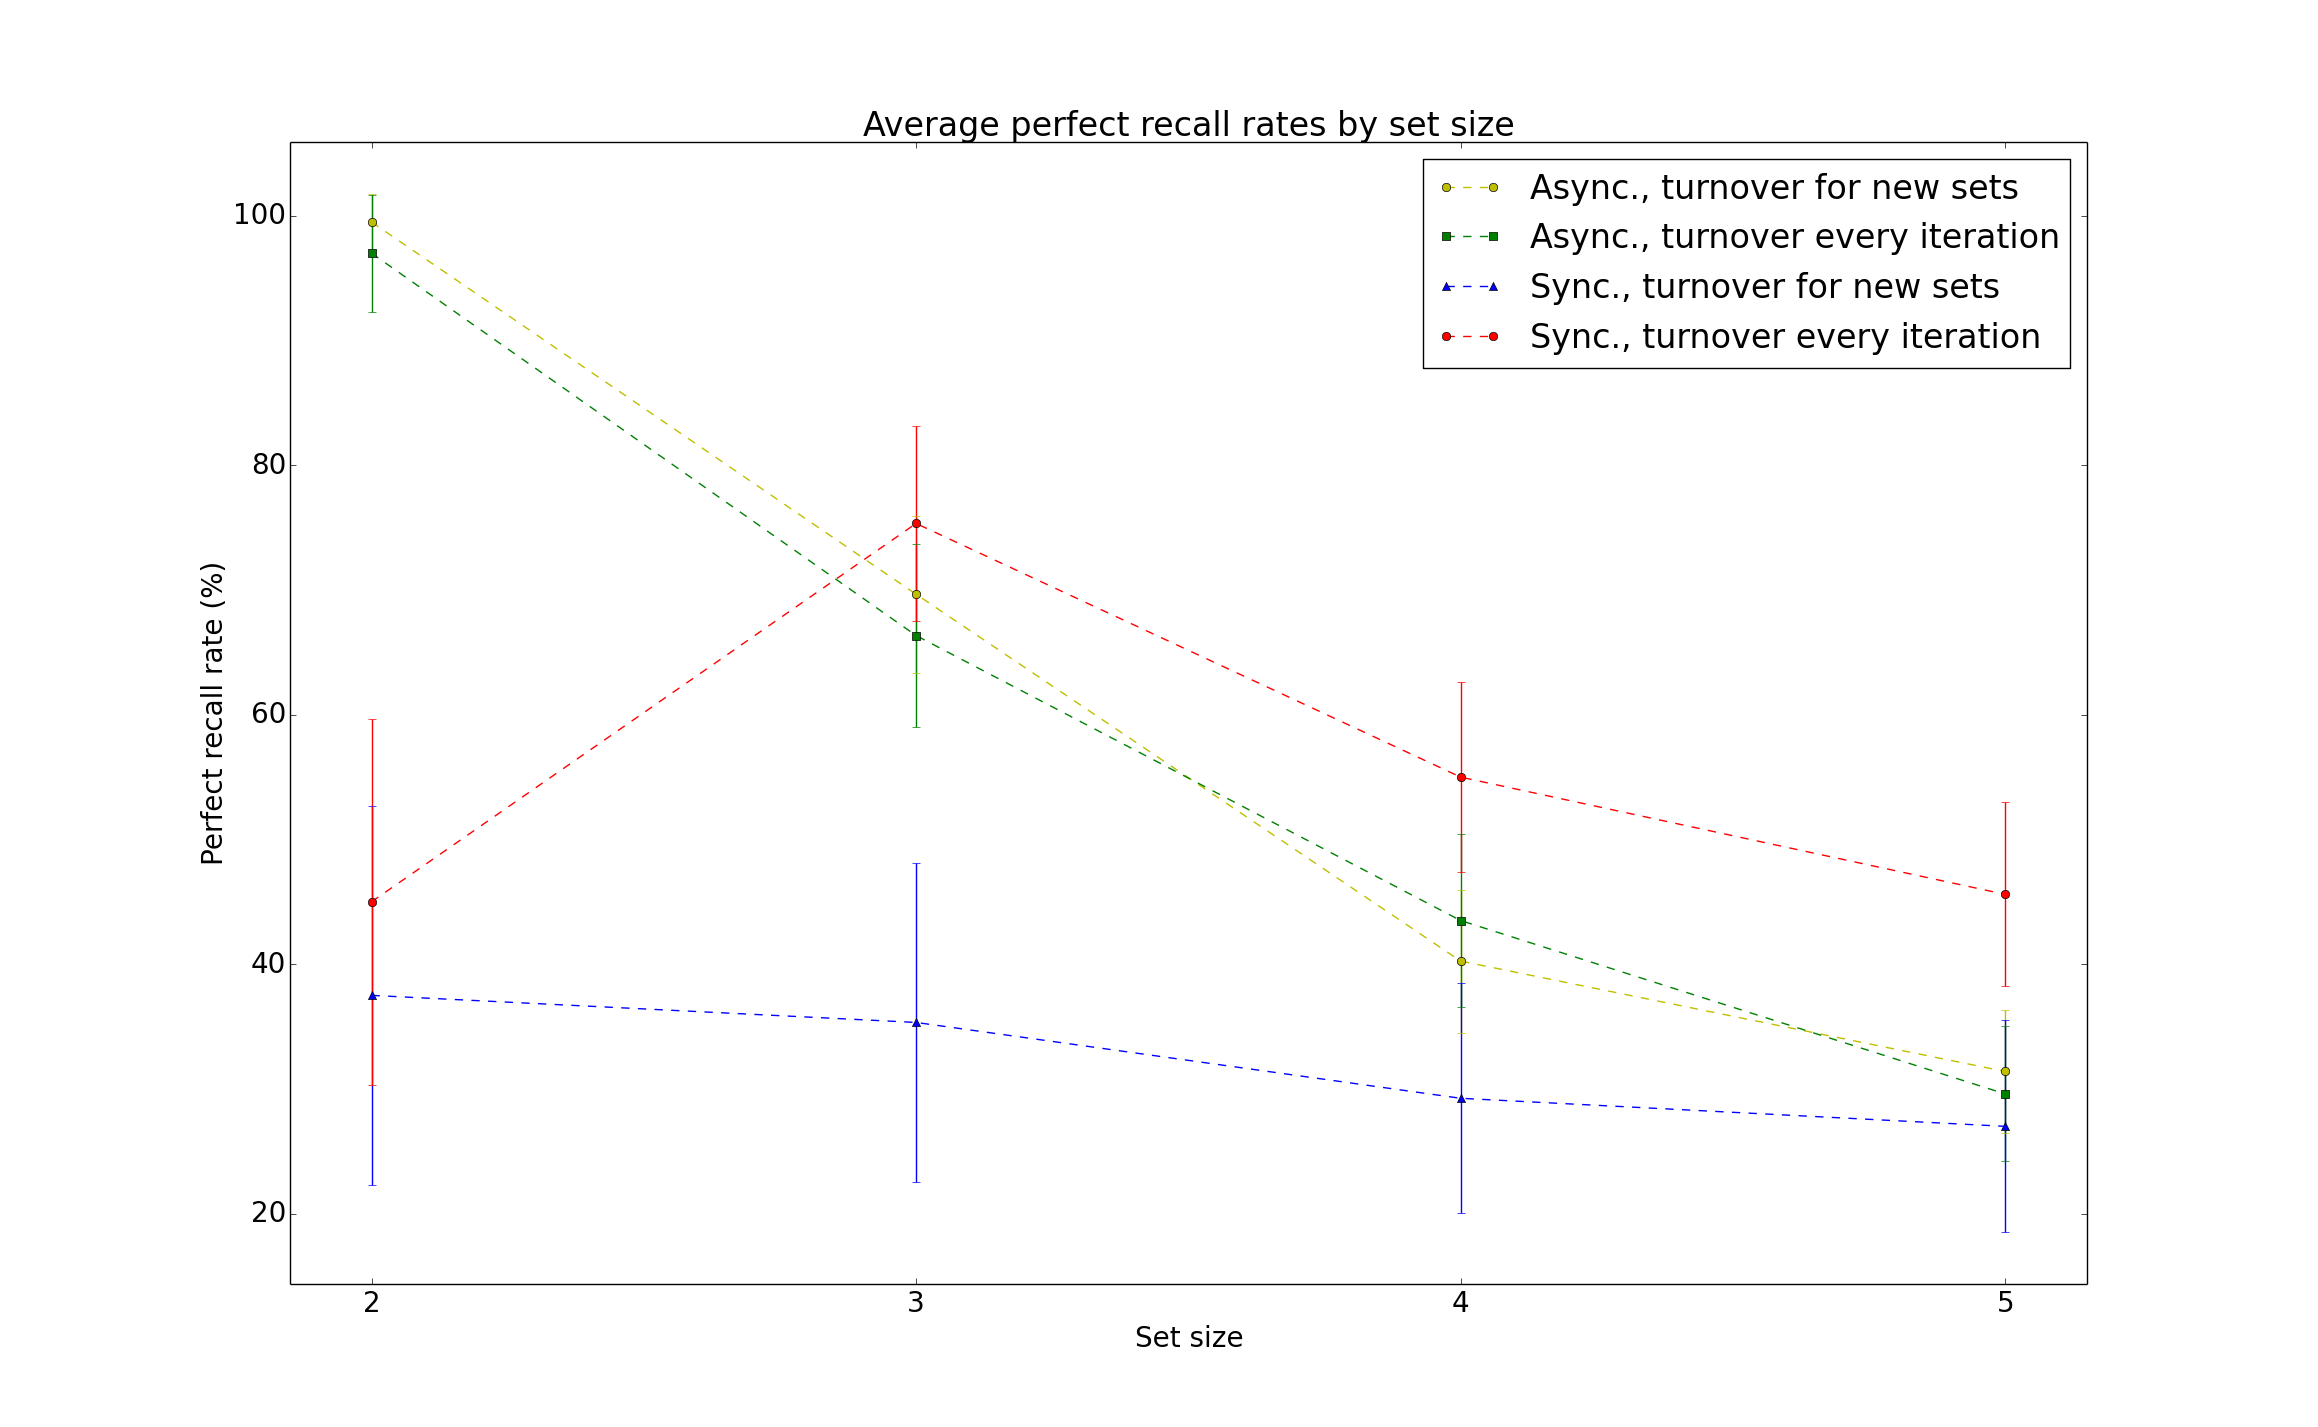 Average perfect recall rates by set size
Async., turnover for new sets
Async., turnover every iteration
Sync., turnover for new sets
Sync., turnover every iteration
Perfect recall rate (%)
100
80
60
40
20
2 3 4 5
Set size